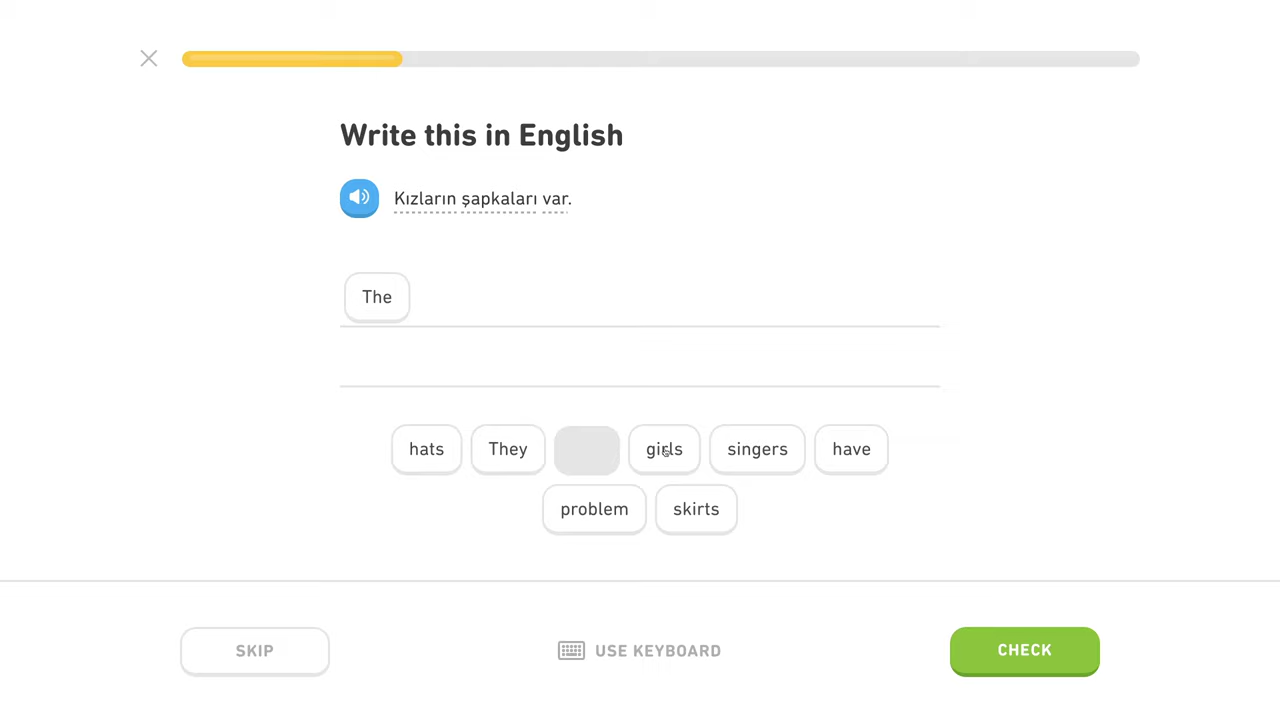 Write this in English
Kızların şapkaları var.
The
hats They girls singers have
problem skirts
SKIP USE KEYBOARD CHECK